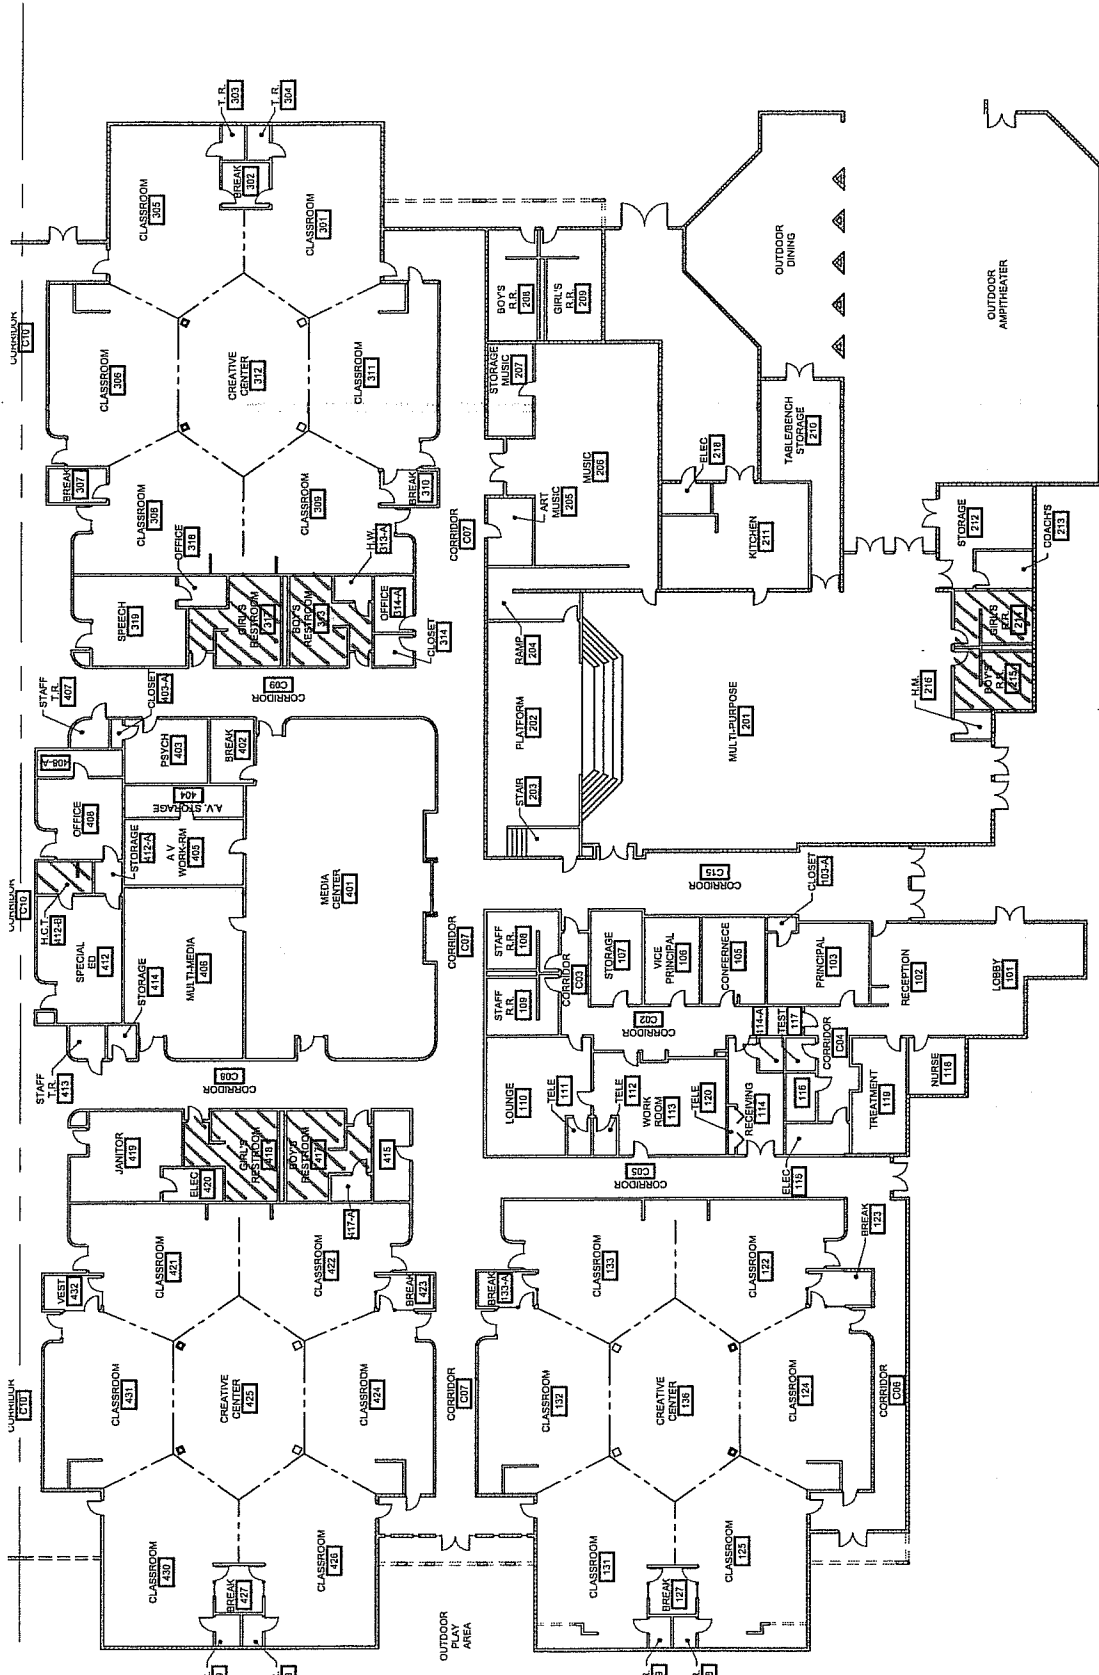 T. R.
303
T. R.
304
CLASSROOM
305
BREAK
302
CLASSROOM
301
CORRIDOR
C10
CLASSROOM
306
CREATIVE
CENTER
312
CLASSROOM
311
BREAK
307
CLASSROOM
308
CLASSROOM
309
BREAK
310
OFFICE
318
H.W.
313-A
SPEECH
319
GIRL'S
RESTROOM
BOY'S
RESTROOM
OFFICE
314-A
CLOSET
314
CORRIDOR
C09
STAFF
T.R.
407
CLOSET
403-A
408-A
PSYCH
403
BREAK
402
OFFICE
408
A.V. STORAGE
404
STORAGE
412-A
A V
WORK-RM
405
MEDIA
CENTER
401
CORRIDOR
C10
H.C.T.
412-B
SPECIAL
ED
412
STORAGE
414
MULTI-MEDIA
406
STAFF
T.R.
413
CORRIDOR
C08
JANITOR
419
ELEC
420
GIRL'S
RESTROOM
418
BOY'S
RESTROOM
417
415
417-A
CLASSROOM
421
CLASSROOM
422
VEST
432
BREAK
423
CORRIDOR
C10
CLASSROOM
431
CREATIVE
CENTER
425
CLASSROOM
424
CLASSROOM
430
BREAK
427
CLASSROOM
426
OUTDOOR
PLAY
AREA
BOY'S
R.R.
208
GIRL'S
R.R.
209
OUTDOOR
DINING
OUTDOOR
AMPITHEATER
STORAGE
MUSIC
207
MUSIC
206
ART
MUSIC
205
ELEC
218
TABLE/BENCH
STORAGE
210
KITCHEN
211
CORRIDOR
C07
STORAGE
212
COACH'S
213
RAMP
204
PLATFORM
202
STAIR
203
MULTI-PURPOSE
201
GIRL'S
R.R.
214
BOY'S
R.R.
215
H.M.
216
CORRIDOR
C15
CLOSET
103-A
CORRIDOR
C07
STAFF
R.R.
108
STAFF
R.R.
109
CORRIDOR
C03
STORAGE
107
VICE
PRINCIPAL
106
CONFERNECE
105
PRINCIPAL
103
RECEPTION
102
LOBBY
101
CORRIDOR
C02
114-A
TEST
117
CORRIDOR
C04
LOUNGE
110
TELE
111
TELE
112
WORK
ROOM
113
TELE
120
RECEIVING
114
116
TREATMENT
119
NURSE
118
ELEC
115
CORRIDOR
C05
BREAK
123
CLASSROOM
133
CLASSROOM
122
BREAK
133-A
CORRIDOR
C07
CLASSROOM
132
CREATIVE
CENTER
136
CLASSROOM
124
CORRIDOR
C06
CLASSROOM
131
BREAK
127
CLASSROOM
125